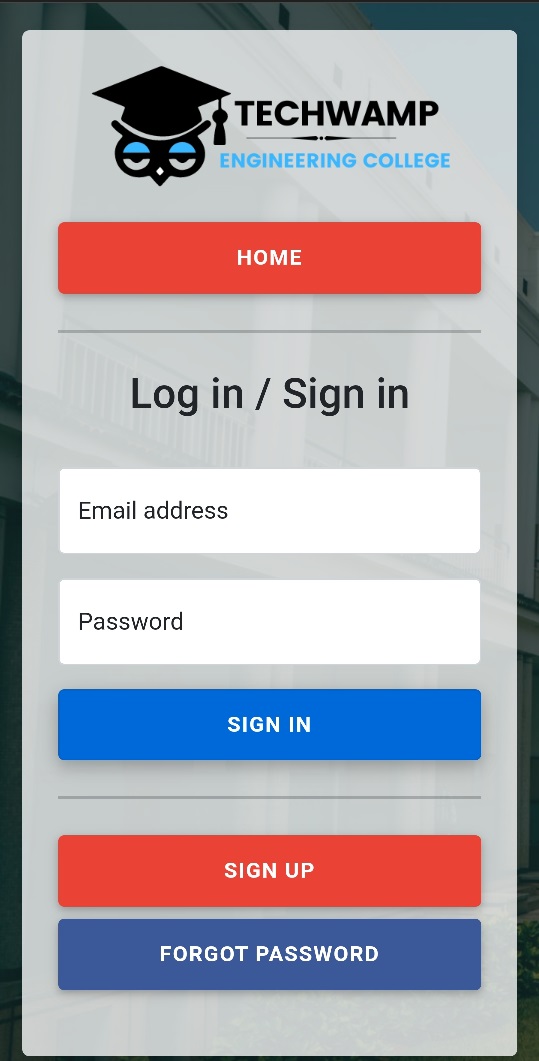 TECHWAMP
ENGINEERING COLLEGE
HOME
Log in / Sign in
Email address
Password
SIGN IN
SIGN UP
FORGOT PASSWORD